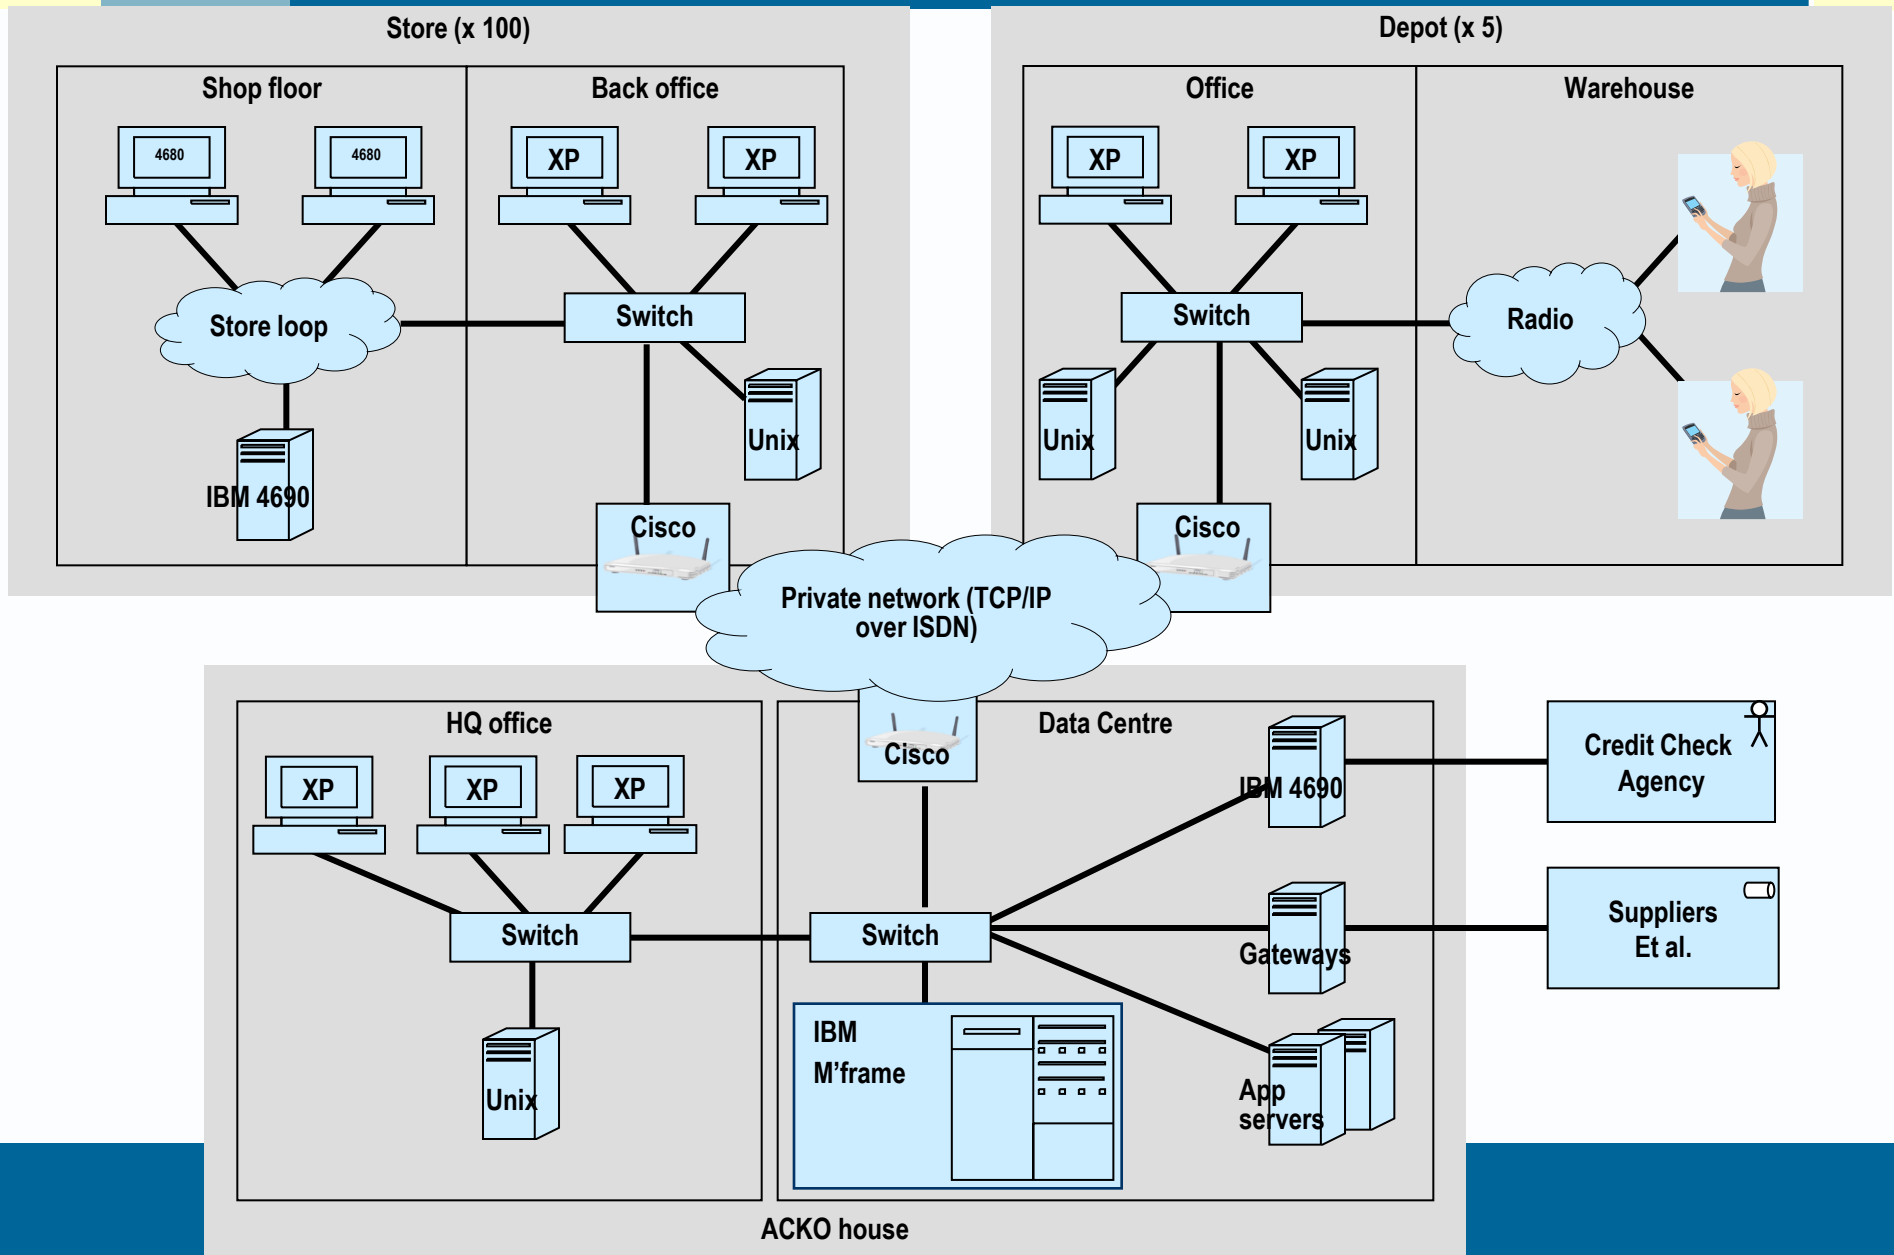 Store (x 100)
Shop floor
Back office
4680
4680
XP
XP
Store loop
Switch
IBM 4690
Unix
Cisco
Depot (x 5)
Office
Warehouse
XP
XP
Switch
Radio
Unix
Unix
Cisco
Private network (TCP/IP
over ISDN)
HQ office
XP
XP
XP
Switch
Unix
Data Centre
Cisco
Switch
IBM 4690
Gateways
App
servers
IBM
M'frame
Credit Check
Agency
Suppliers
Et al.
ACKO house